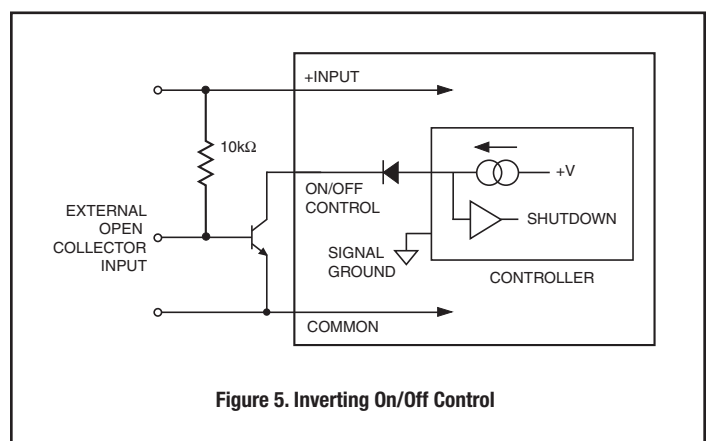 +INPUT
10kΩ
ON/OFF
CONTROL
+V
EXTERNAL
OPEN
COLLECTOR
INPUT
SHUTDOWN
SIGNAL
GROUND
CONTROLLER
COMMON
Figure 5. Inverting On/Off Control